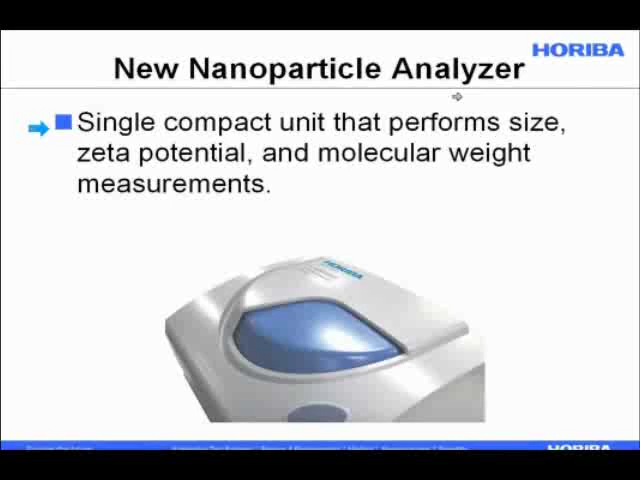 HORIBA
New Nanoparticle Analyzer
Single compact unit that performs size,
zeta potential, and molecular weight
measurements.
HORIBA
HORIBA